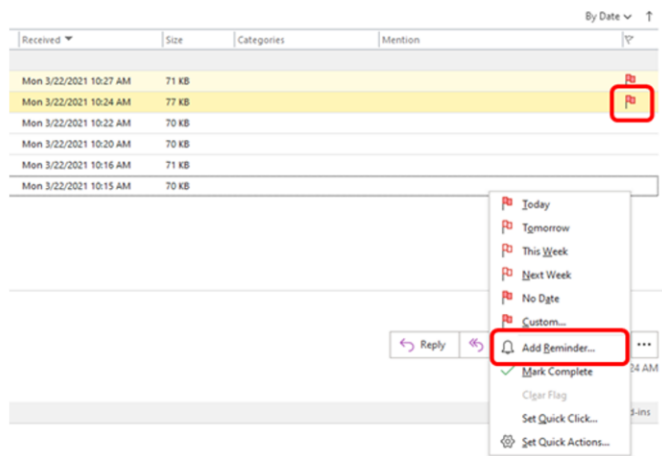 By Date
Received Size Categories Mention
Mon 3/22/2021 10:27 AM 71 KB
Mon 3/22/2021 10:24 AM 77 KB
Mon 3/22/2021 10:22 AM 70 KB
Mon 3/22/2021 10:20 AM 70 KB
Mon 3/22/2021 10:16 AM 71 KB
Mon 3/22/2021 10:15 AM 70 KB
Today
Tomorrow
This Week
Next Week
No Date
Custom...
Reply Add Reminder... ...
Mark Complete 24 AM
Clear Flag
Set Quick Click... d-ins
Set Quick Actions...